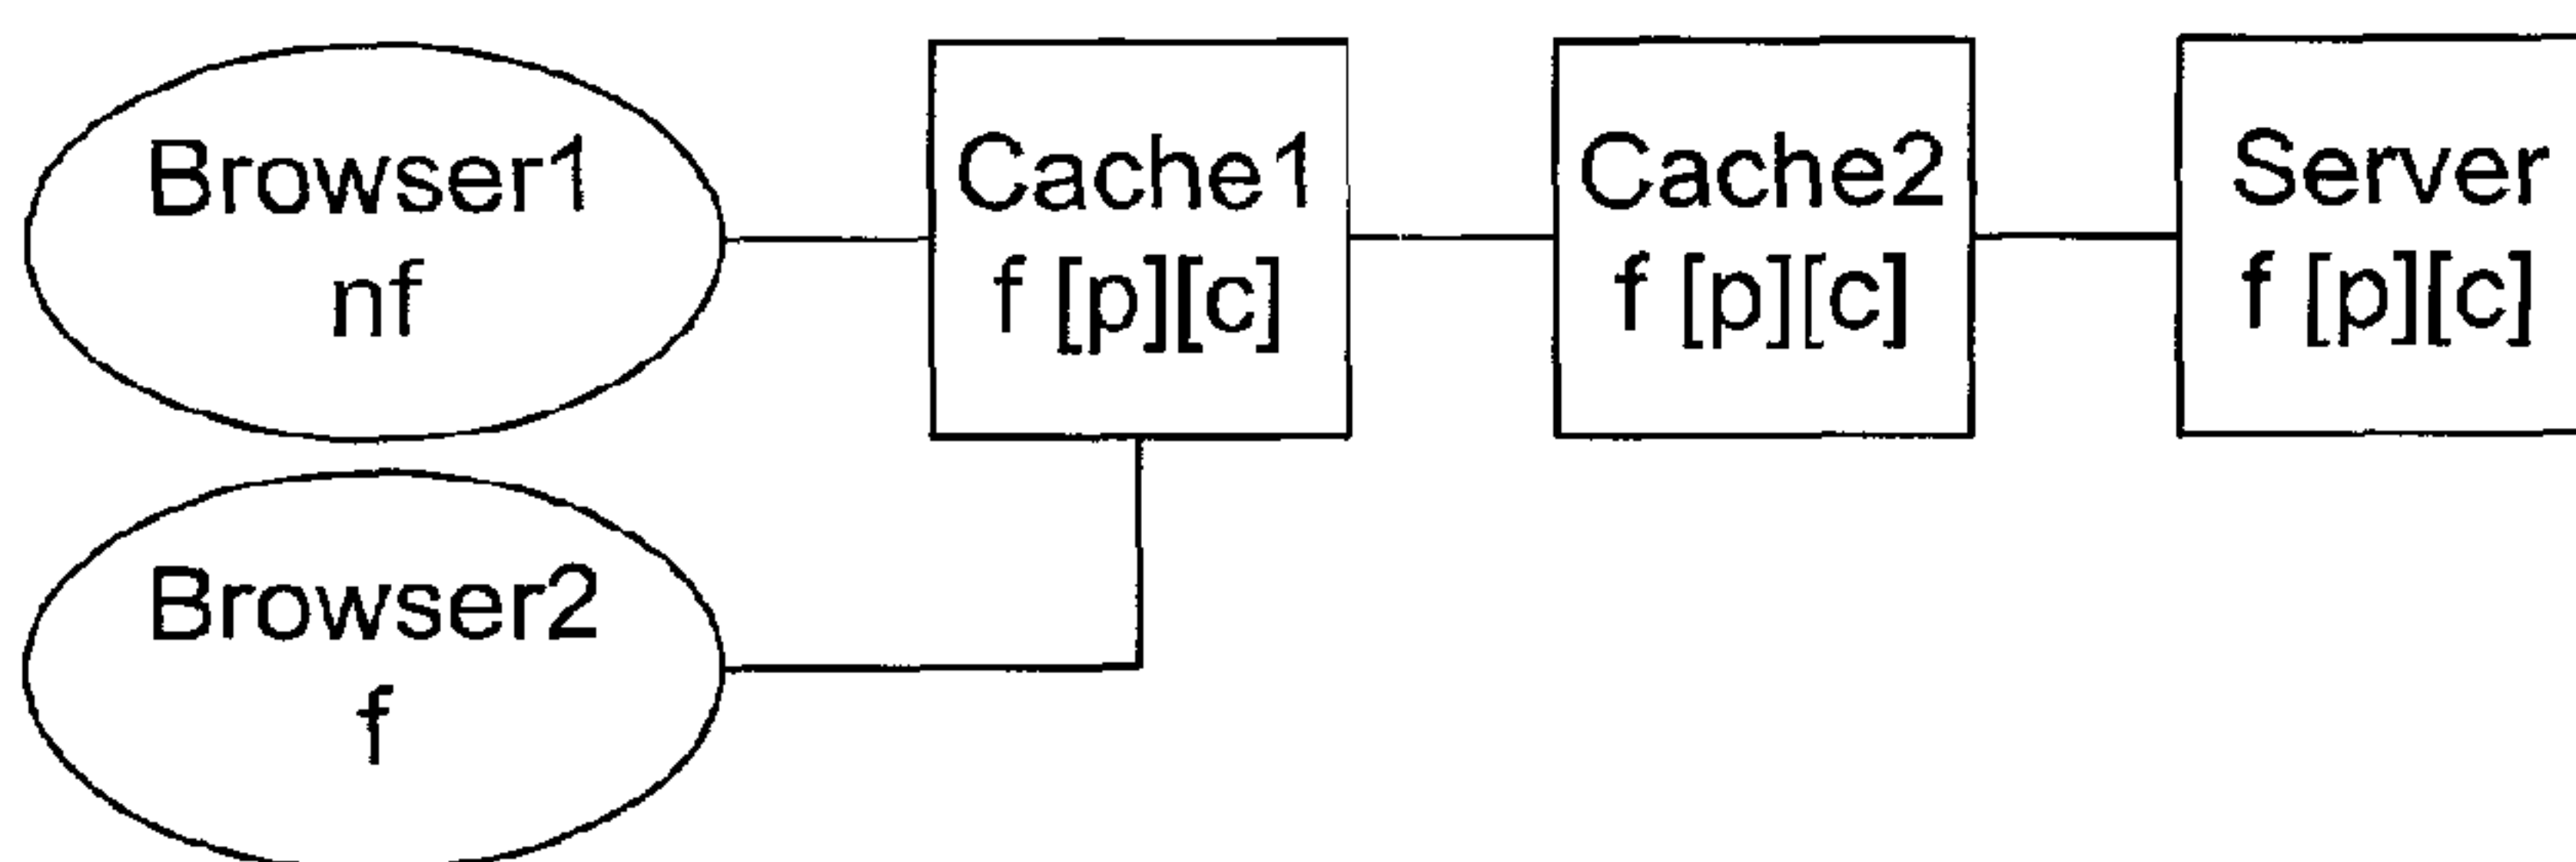 Browser1
nf
Cache1
f [p][c]
Cache2
f [p][c]
Server
f [p][c]
Browser2
f